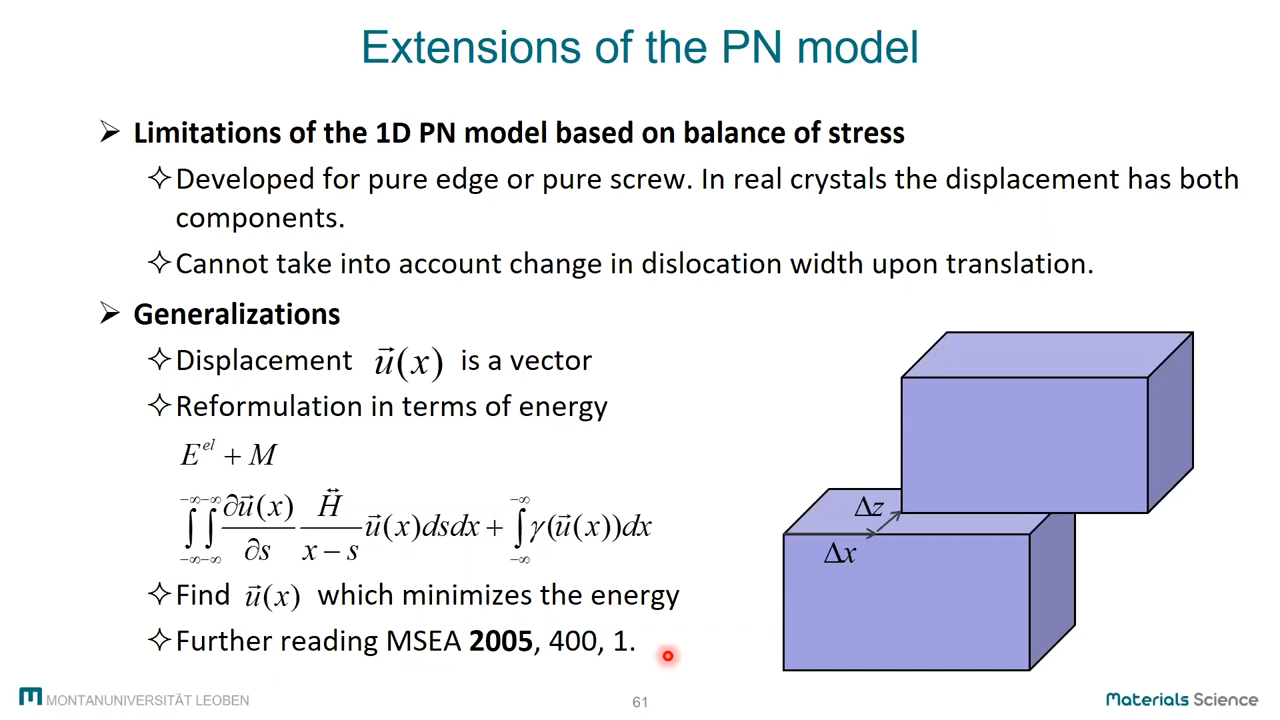 Extensions of the PN model
➢ Limitations of the 1D PN model based on balance of stress
✧Developed for pure edge or pure screw. In real crystals the displacement has both
components.
✧Cannot take into account change in dislocation width upon translation.
➢ Generalizations
✧Displacement u⃗(x) is a vector
✧Reformulation in terms of energy
E^el + M
∫_{-∞}^{-∞} ∫_{-∞}^{-∞} ∂u⃗(x)/∂s H⃡/(x − s) u⃗(x)dsdx + ∫_{-∞}^{-∞} γ(u⃗(x))dx
✧Find u⃗(x) which minimizes the energy
✧Further reading MSEA 2005, 400, 1.
Δz
Δx
MONTANUNIVERSITÄT LEOBEN
61
Materials Science